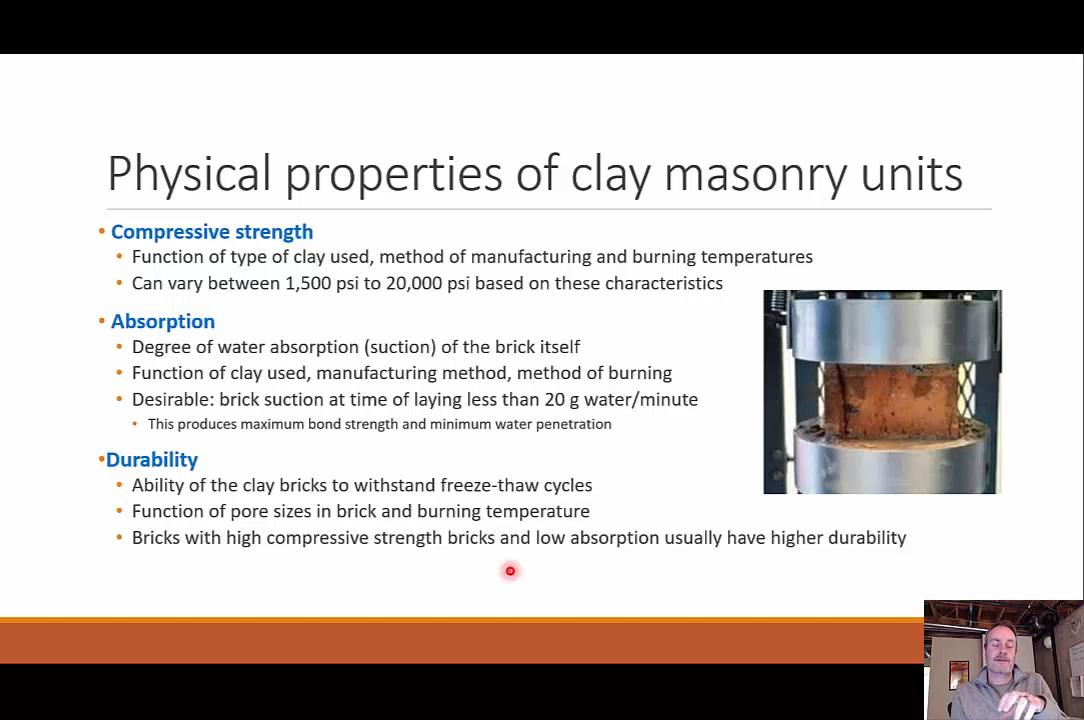 Physical properties of clay masonry units
• Compressive strength
• Function of type of clay used, method of manufacturing and burning temperatures
• Can vary between 1,500 psi to 20,000 psi based on these characteristics
• Absorption
• Degree of water absorption (suction) of the brick itself
• Function of clay used, manufacturing method, method of burning
• Desirable: brick suction at time of laying less than 20 g water/minute
• This produces maximum bond strength and minimum water penetration
•Durability
• Ability of the clay bricks to withstand freeze-thaw cycles
• Function of pore sizes in brick and burning temperature
• Bricks with high compressive strength bricks and low absorption usually have higher durability